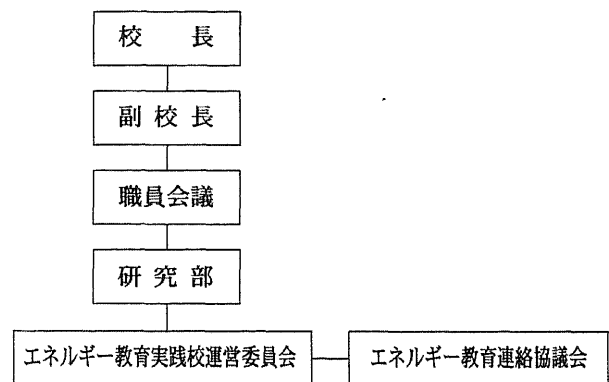 校　　長
副 校 長
職員会議
研 究 部
エネルギー教育実践校運営委員会
エネルギー教育連絡協議会